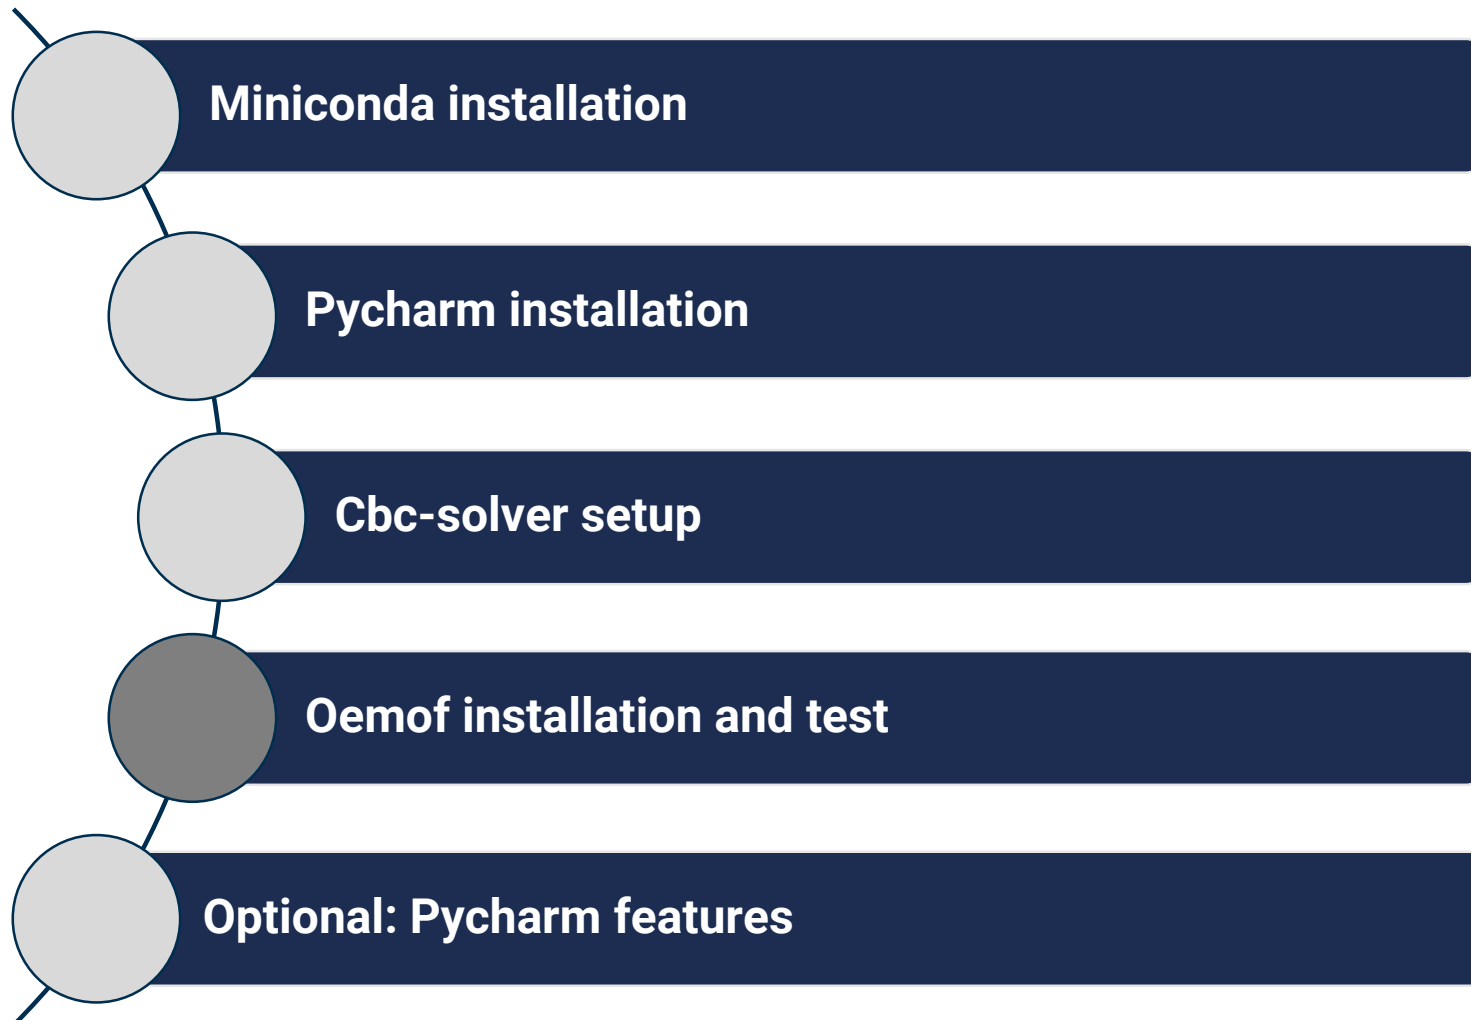 Miniconda installation
Pycharm installation
Cbc-solver setup
Oemof installation and test
Optional: Pycharm features